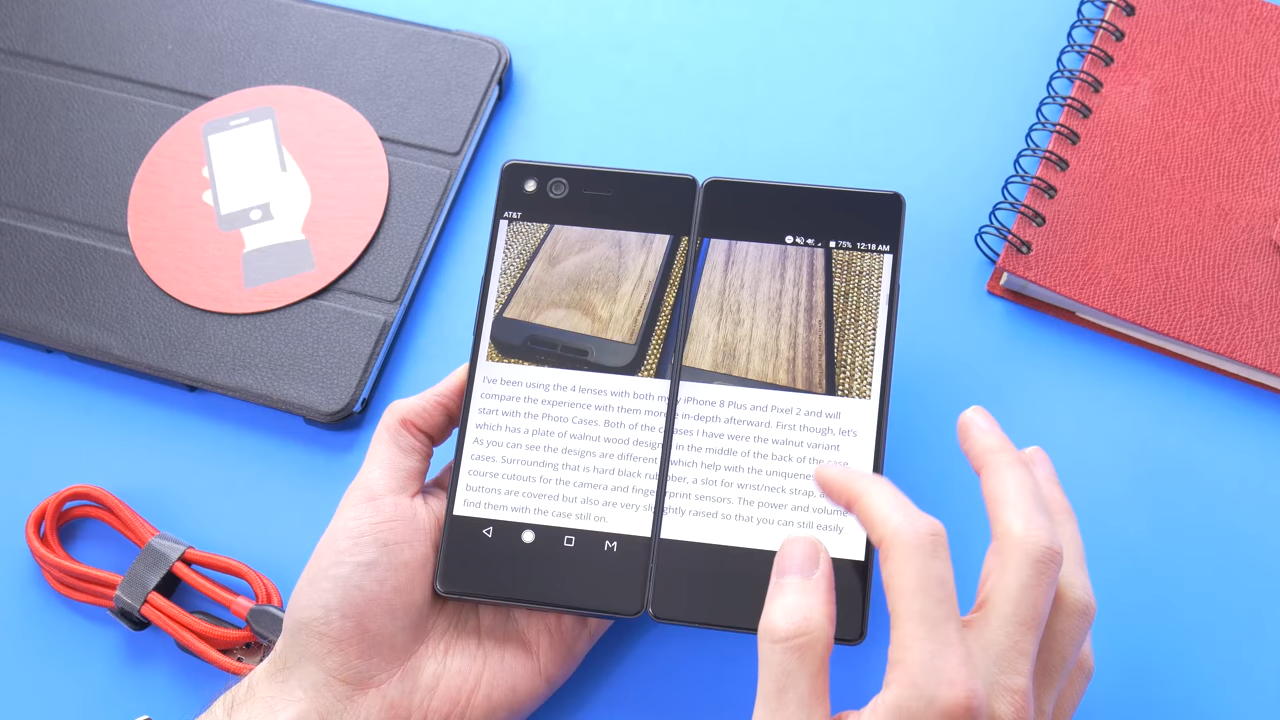 AT&T
75% 12:18 AM
I've been using the 4 lenses with both my iPhone 8 Plus and Pixel 2 and will
compare the experience with them more in-depth afterward. First though, let's
start with the Photo Cases. Both of the cases I have were the walnut variant
which has a plate of walnut wood design in the middle of the back of the case.
As you can see the designs are different which help with the uniqueness
cases. Surrounding that is hard black rubber, a slot for wrist/neck strap,
course cutouts for the camera and fingerprint sensors. The power and volume
buttons are covered but also are very slightly raised so that you can still easily
find them with the case still on.
M